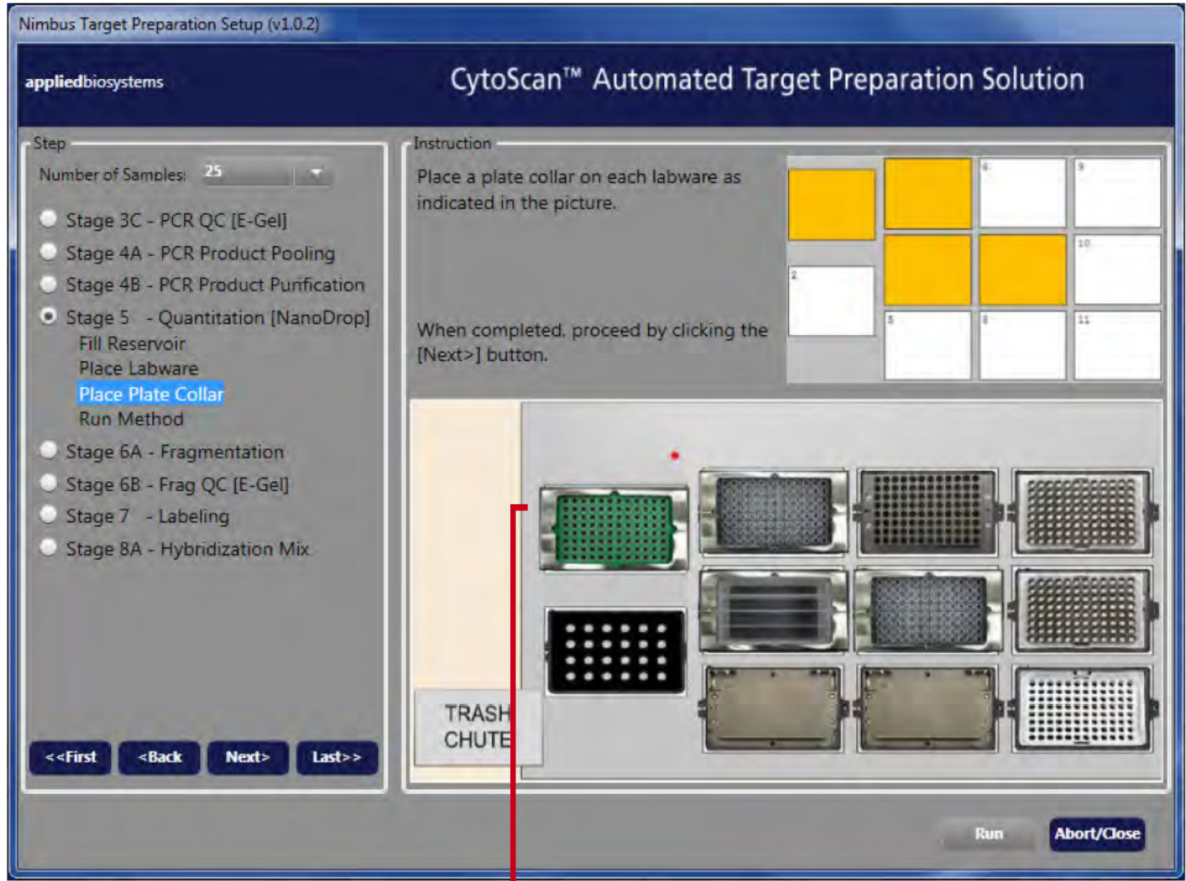 Nimbus Target Preparation Setup (v1.0.2)
appliedbiosystems
CytoScan™ Automated Target Preparation Solution
Step
Number of Samples: 25
Stage 3C - PCR QC [E-Gel]
Stage 4A - PCR Product Pooling
Stage 4B - PCR Product Purification
Stage 5 - Quantitation [NanoDrop]
Fill Reservoir
Place Labware
Place Plate Collar
Run Method
Stage 6A - Fragmentation
Stage 6B - Frag QC [E-Gel]
Stage 7 - Labeling
Stage 8A - Hybridization Mix
<<First <Back Next> Last>>
Instruction
Place a plate collar on each labware as
indicated in the picture.
When completed, proceed by clicking the
[Next>] button.
6 9
10
2
5 8 11
TRASH
CHUTE
Run Abort/Close